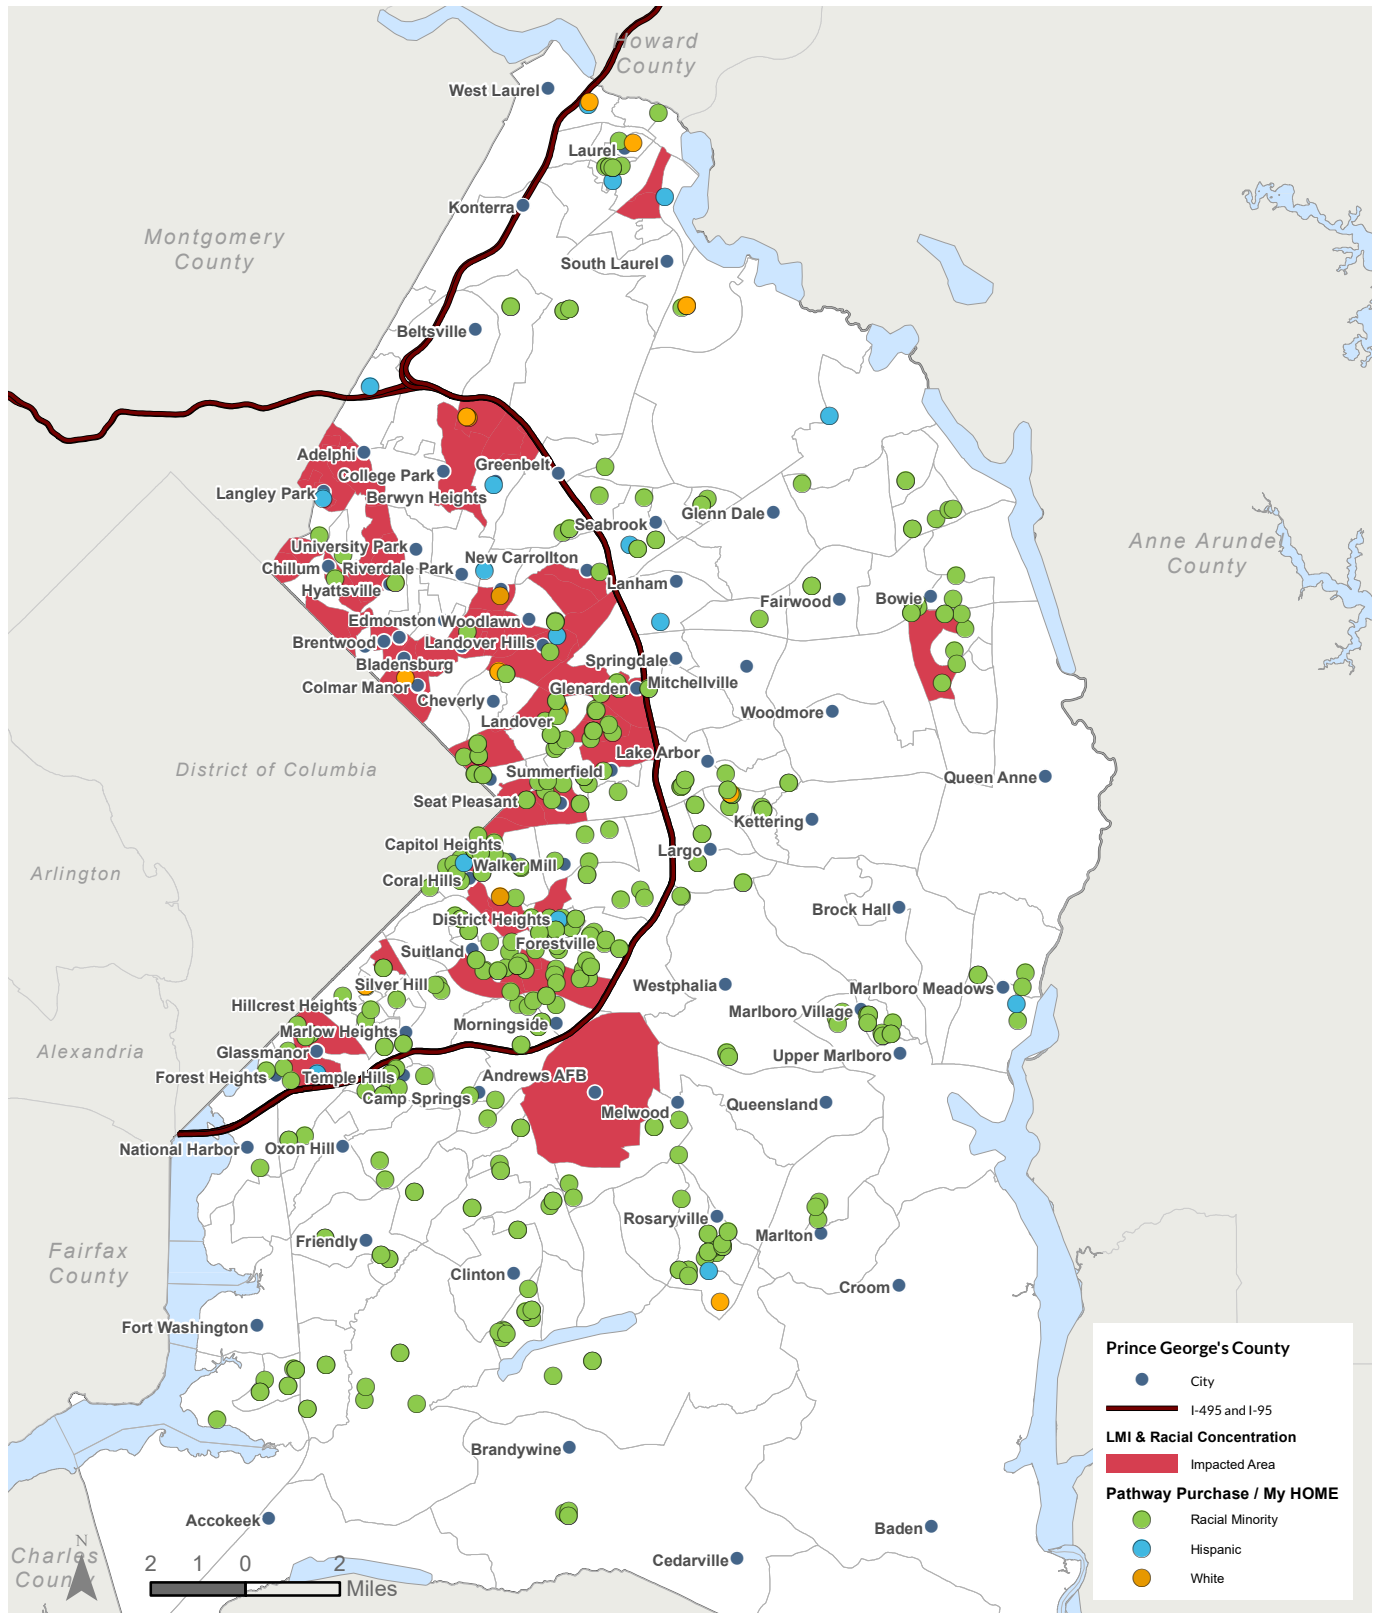 Howard
County
West Laurel
Laurel
Konterra
Montgomery
County
South Laurel
Beltsville
Adelphi
College Park
Greenbelt
Langley Park
Berwyn Heights
Glenn Dale
Seabrook
Anne Arunde
County
University Park
New Carrollton
Chillum
Riverdale Park
Lanham
Hyattsville
Fairwood
Bowie
Edmonston
Woodlawn
Brentwood
Landover Hills
Bladensburg
Springdale
Colmar Manor
Glenarden
Mitchellville
Cheverly
Landover
Woodmore
Lake Arbor
District of Columbia
Summerfield
Queen Anne
Seat Pleasant
Kettering
Capitol Heights
Largo
Walker Mill
Arlington
Coral Hills
Brock Hall
District Heights
Forestville
Suitland
Silver Hill
Westphalia
Marlboro Meadows
Hillcrest Heights
Marlboro Village
Marlow Heights
Morningside
Alexandria
Glassmanor
Upper Marlboro
Forest Heights
Temple Hills
Andrews AFB
Camp Springs
Melwood
Queensland
National Harbor
Oxon Hill
Rosaryville
Marlton
Friendly
Fairfax
County
Clinton
Croom
Fort Washington
Prince George's County
City
I-495 and I-95
LMI & Racial Concentration
Impacted Area
Pathway Purchase / My HOME
Racial Minority
Hispanic
White
Brandywine
Accokeek
Baden
Cedarville
N
Charles
County
2 1 0 2
Miles